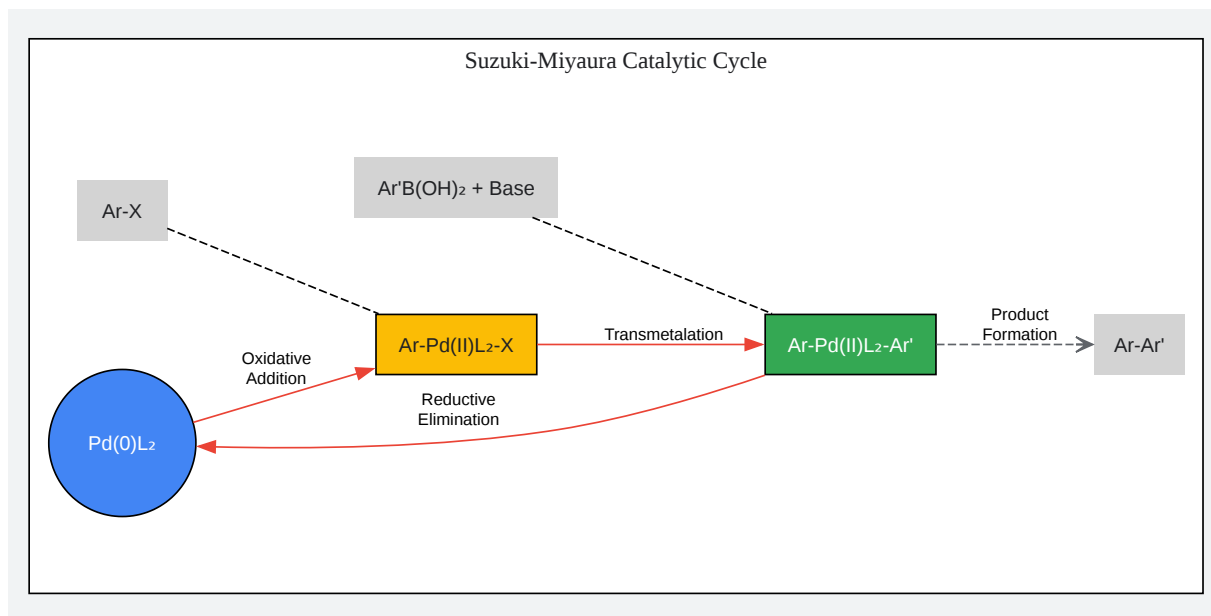 Suzuki-Miyaura Catalytic Cycle
Ar'B(OH)₂ + Base
Ar-X
Product
Formation
Transmetalation
Ar-Pd(II)L₂-X
Ar-Pd(II)L₂-Ar'
Ar-Ar'
Oxidative
Addition
Reductive
Elimination
Pd(0)L₂